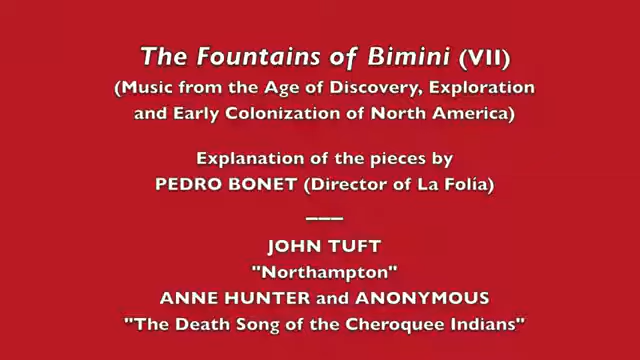 The Fountains of Bimini (VII)
(Music from the Age of Discovery, Exploration
and Early Colonization of North America)
Explanation of the pieces by
PEDRO BONET (Director of La Folía)
———
JOHN TUFT
"Northampton"
ANNE HUNTER and ANONYMOUS
"The Death Song of the Cheroquee Indians"